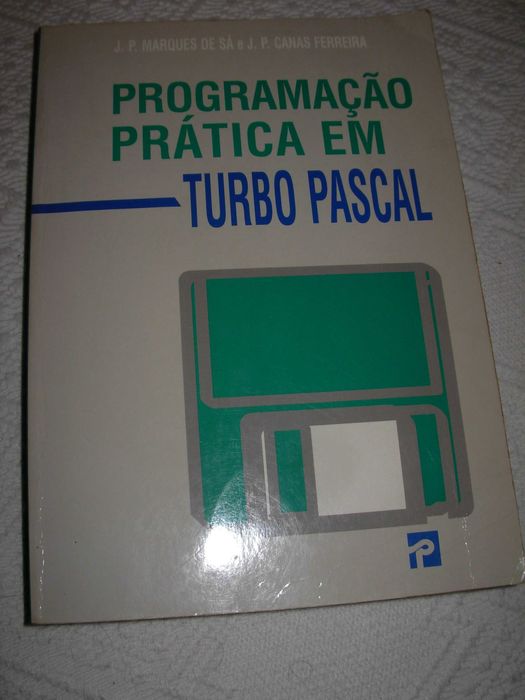 J. P. MARQUES DE SÁ e J. P. CANAS FERREIRA
PROGRAMAÇÃO
PRÁTICA EM
TURBO PASCAL